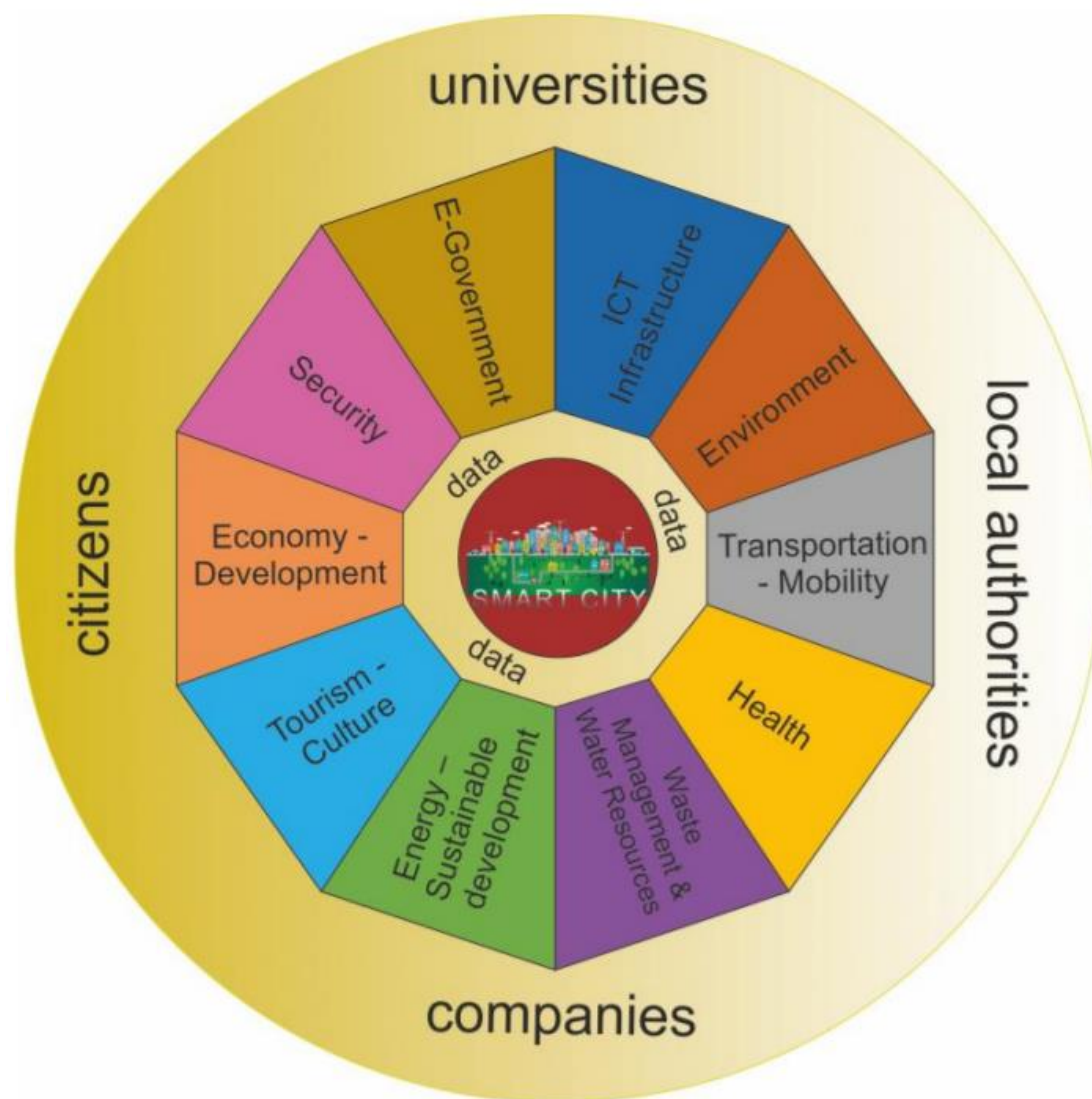 universities
E-Government
ICT
Infrastructure
Security
Environment
data
data
local authorities
citizens
Economy -
Development
Transportation
- Mobility
SMART CITY
data
Tourism -
Culture
Health
Energy –
Sustainable
development
Waste
Management &
Water Resources
companies